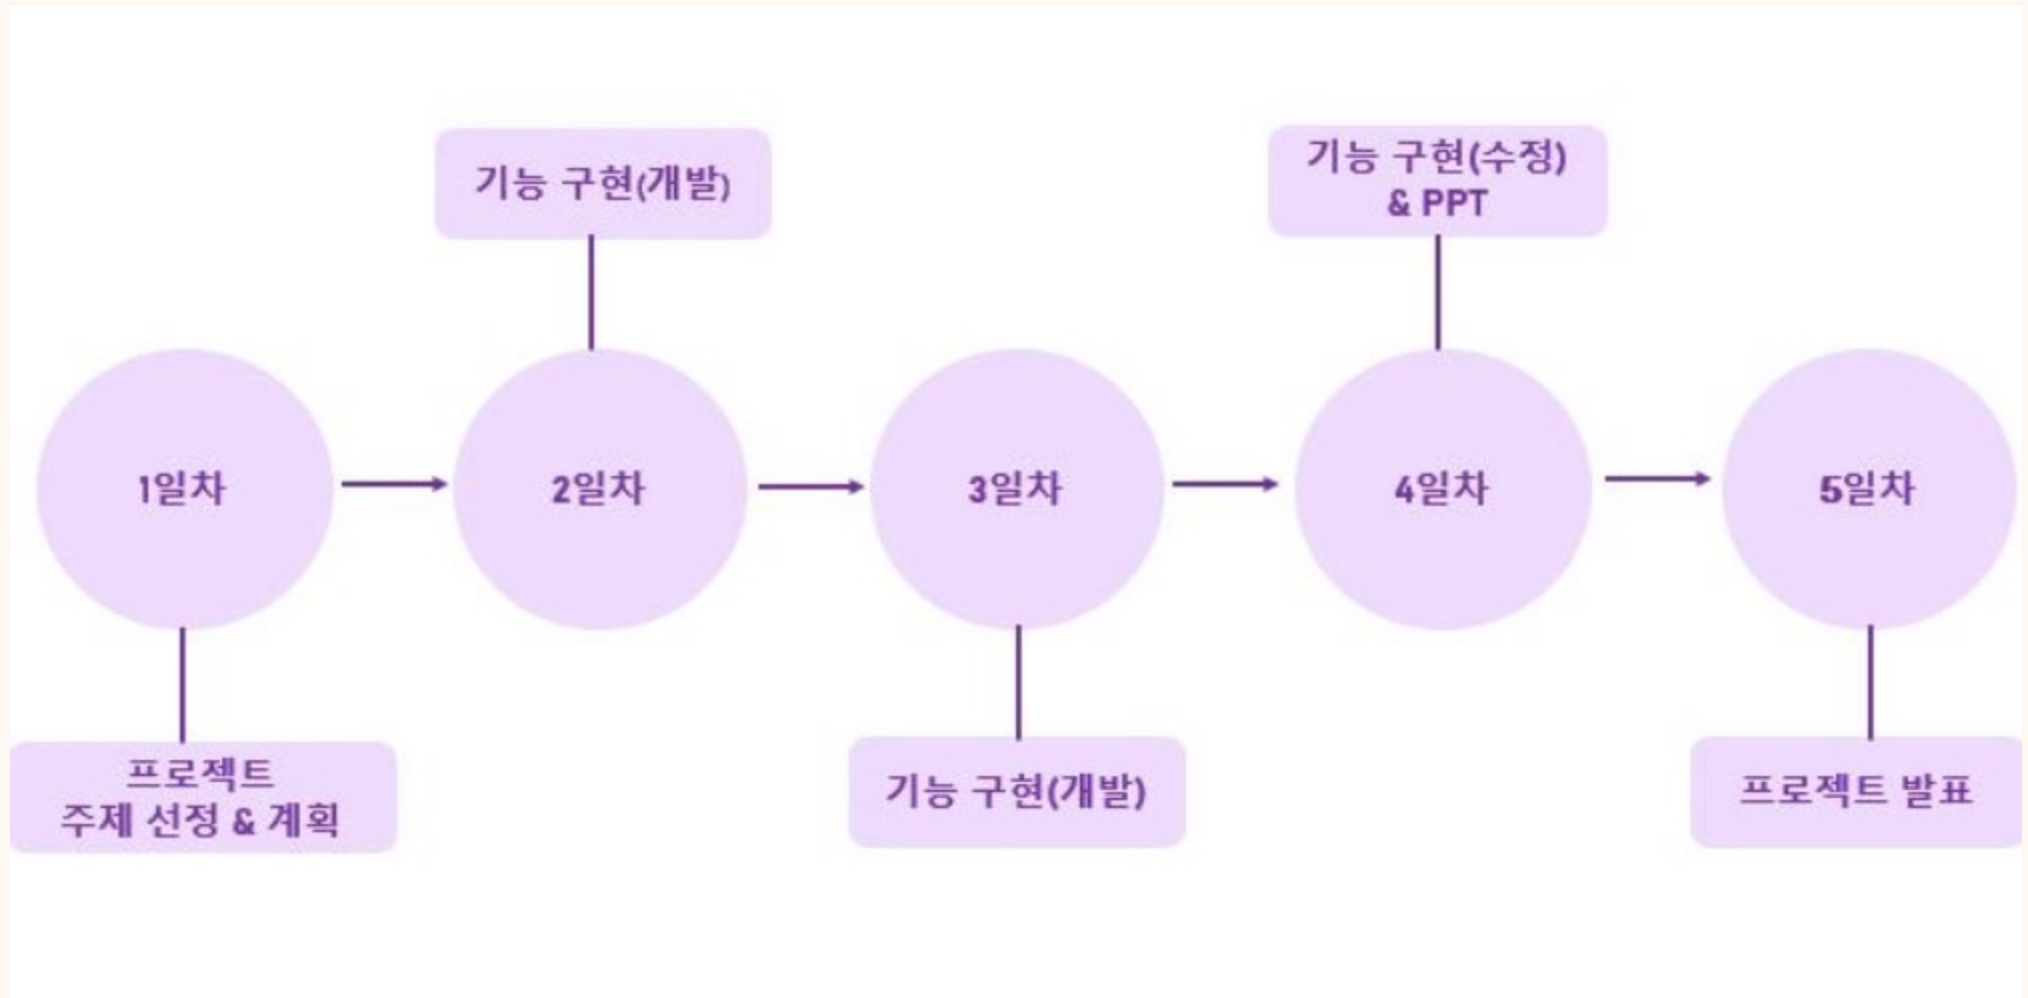 기능 구현(개발)
기능 구현(수정)
& PPT
1일차
2일차
3일차
4일차
5일차
프로젝트
주제 선정 & 계획
기능 구현(개발)
프로젝트 발표